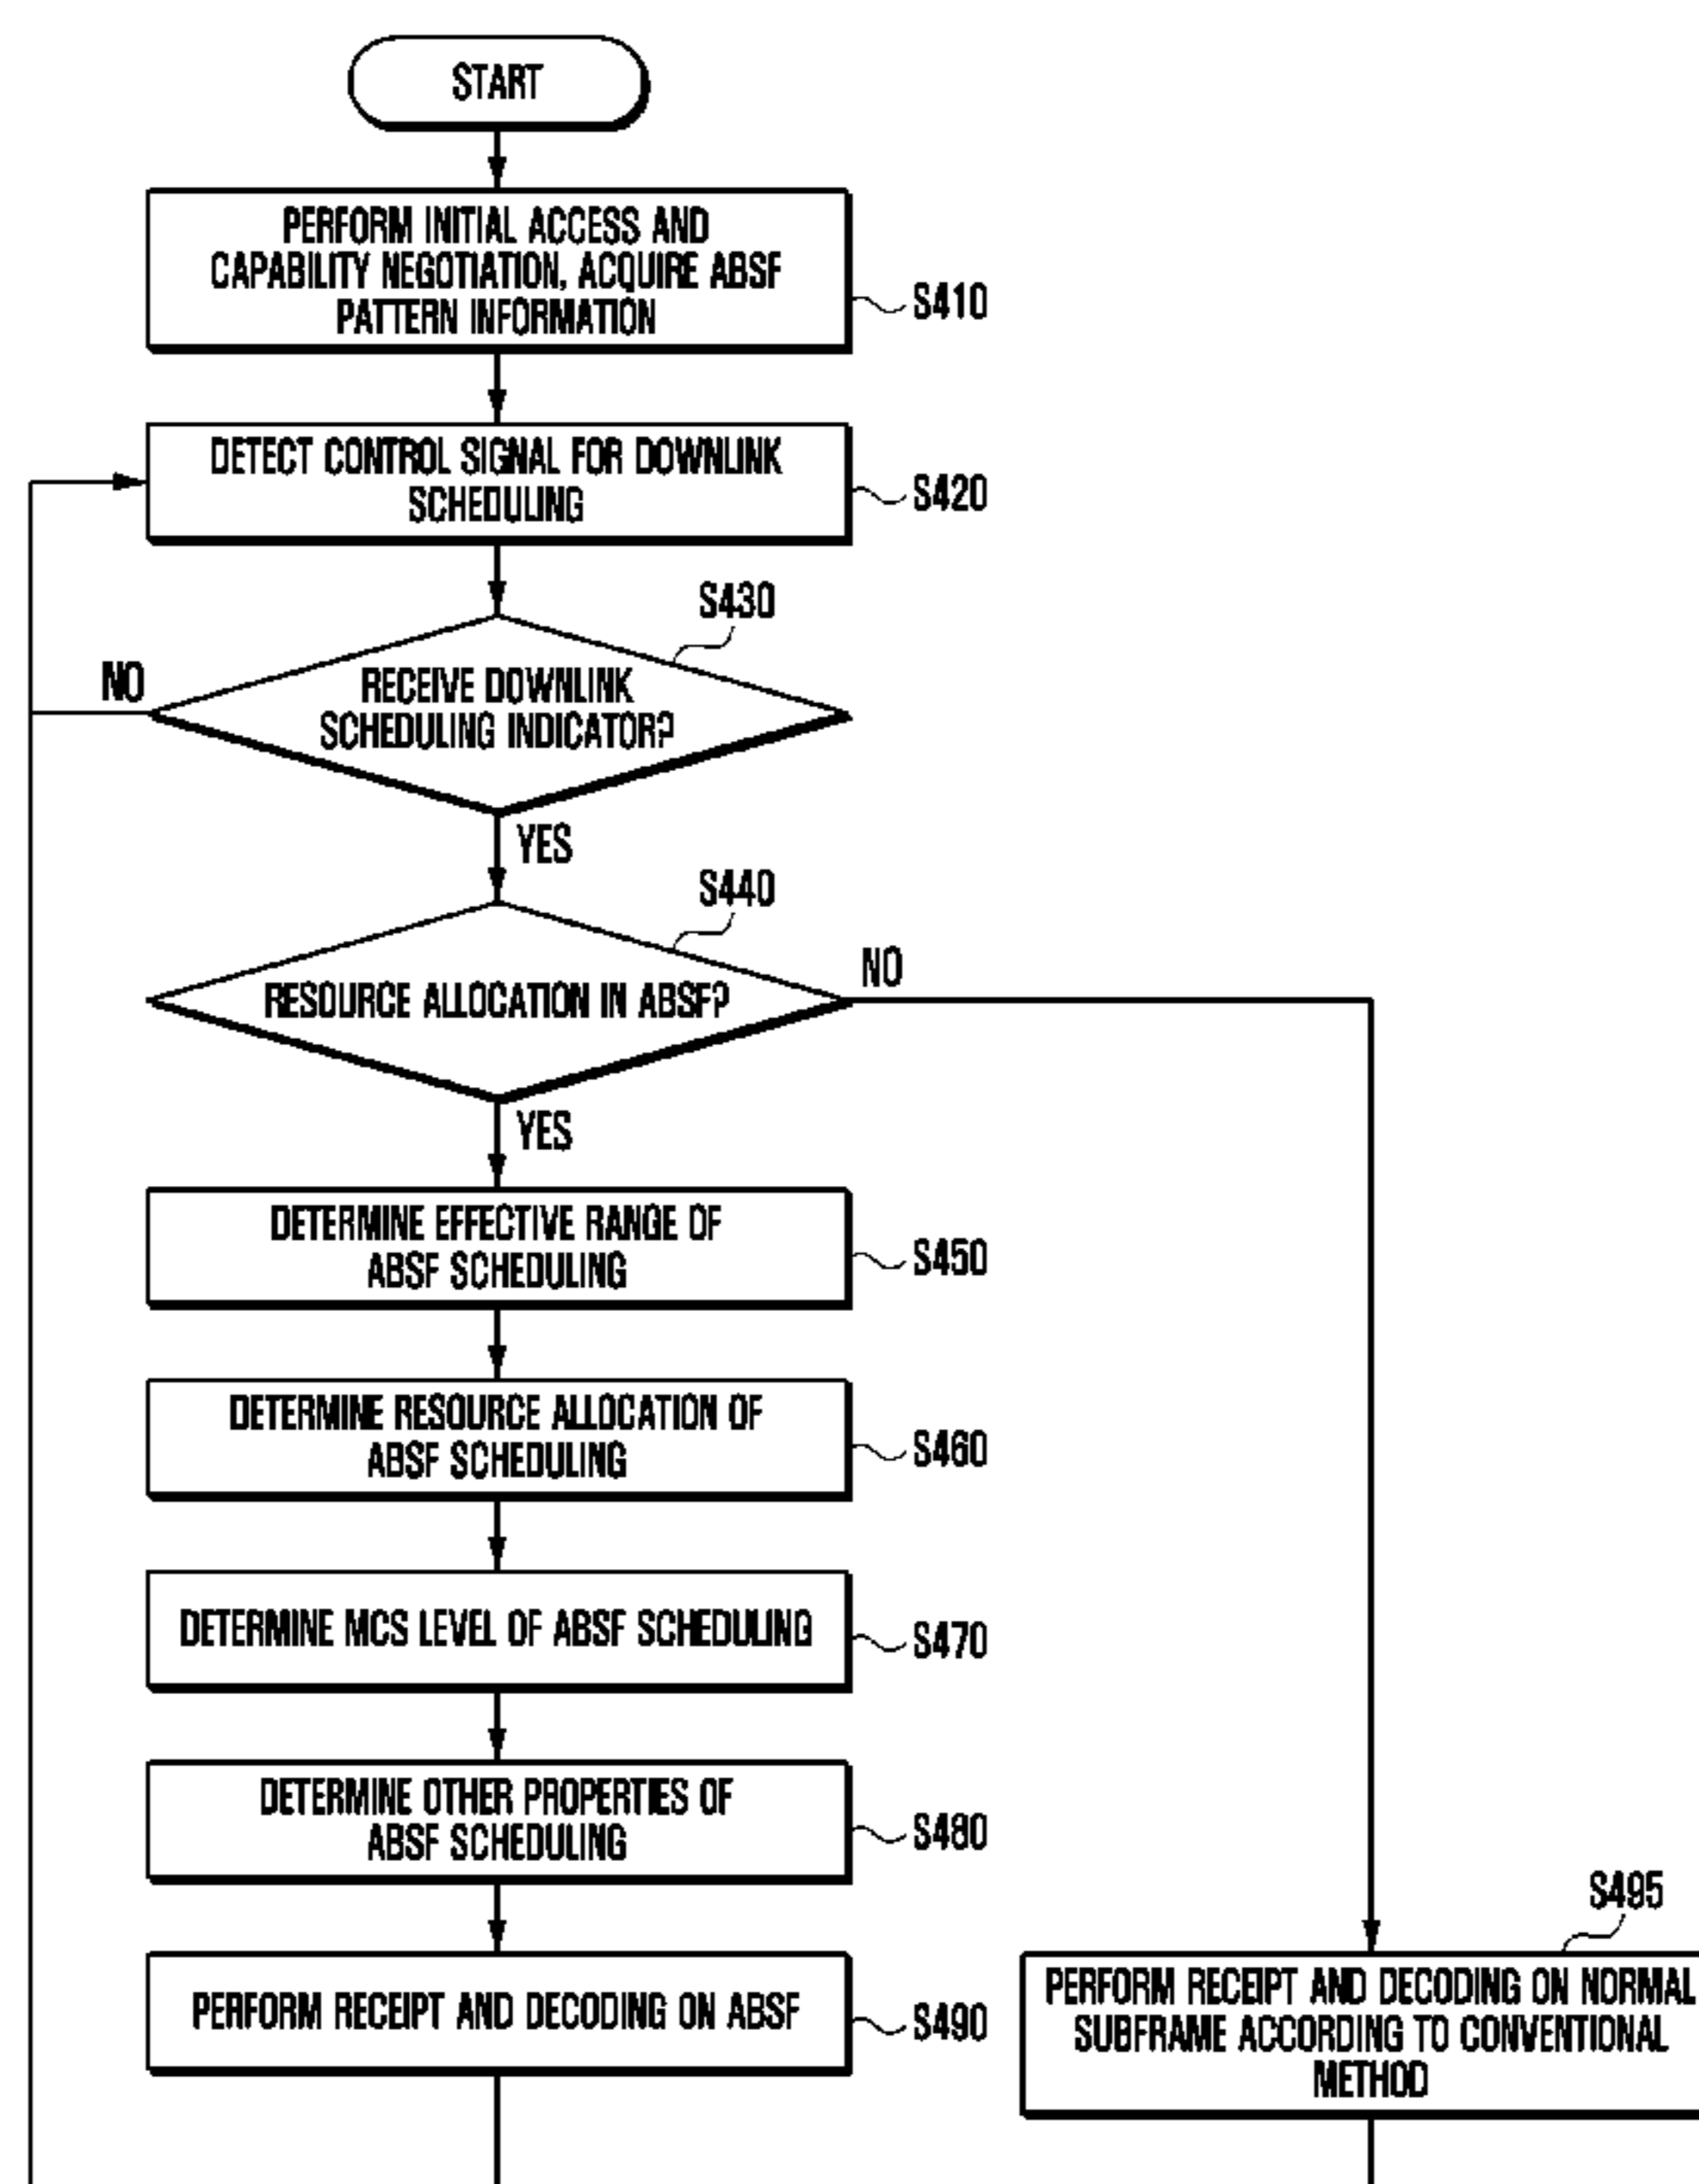 START
PERFORM INITIAL ACCESS AND
CAPABILITY NEGOTIATION, ACQUIRE ABSF
PATTERN INFORMATION
S410
DETECT CONTROL SIGNAL FOR DOWNLINK
SCHEDULING
S420
S430
NO
RECEIVE DOWNLINK
SCHEDULING INDICATOR?
YES
S440
NO
RESOURCE ALLOCATION IN ABSF?
YES
DETERMINE EFFECTIVE RANGE OF
ABSF SCHEDULING
S450
DETERMINE RESOURCE ALLOCATION OF
ABSF SCHEDULING
S460
DETERMINE MCS LEVEL OF ABSF SCHEDULING
S470
DETERMINE OTHER PROPERTIES OF
ABSF SCHEDULING
S480
S495
PERFORM RECEIPT AND DECODING ON ABSF
S490
PERFORM RECEIPT AND DECODING ON NORMAL
SUBFRAME ACCORDING TO CONVENTIONAL
METHOD